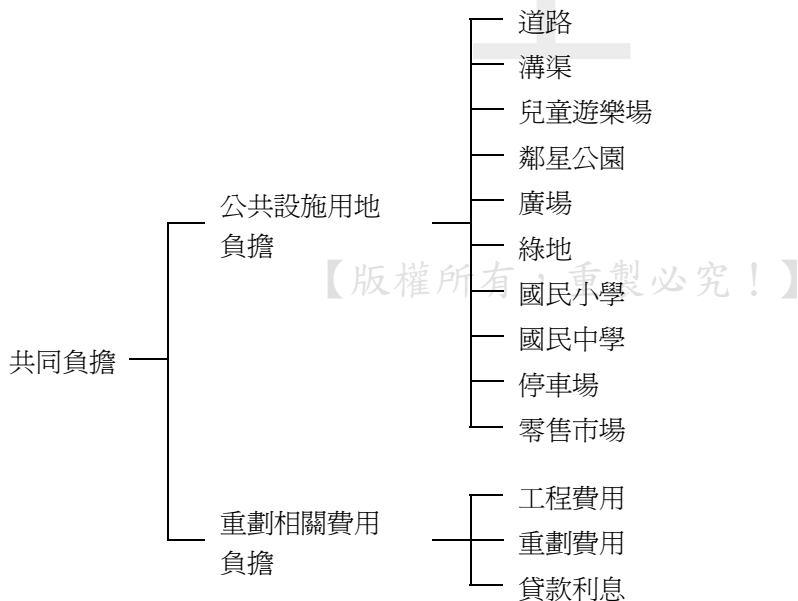 道路
溝渠
兒童遊樂場
鄰星公園
廣場
公共設施用地
負擔
綠地
【版權所有，重製必究！】
國民小學
國民中學
共同負擔
停車場
零售市場
工程費用
重劃相關費用
負擔
重劃費用
貸款利息